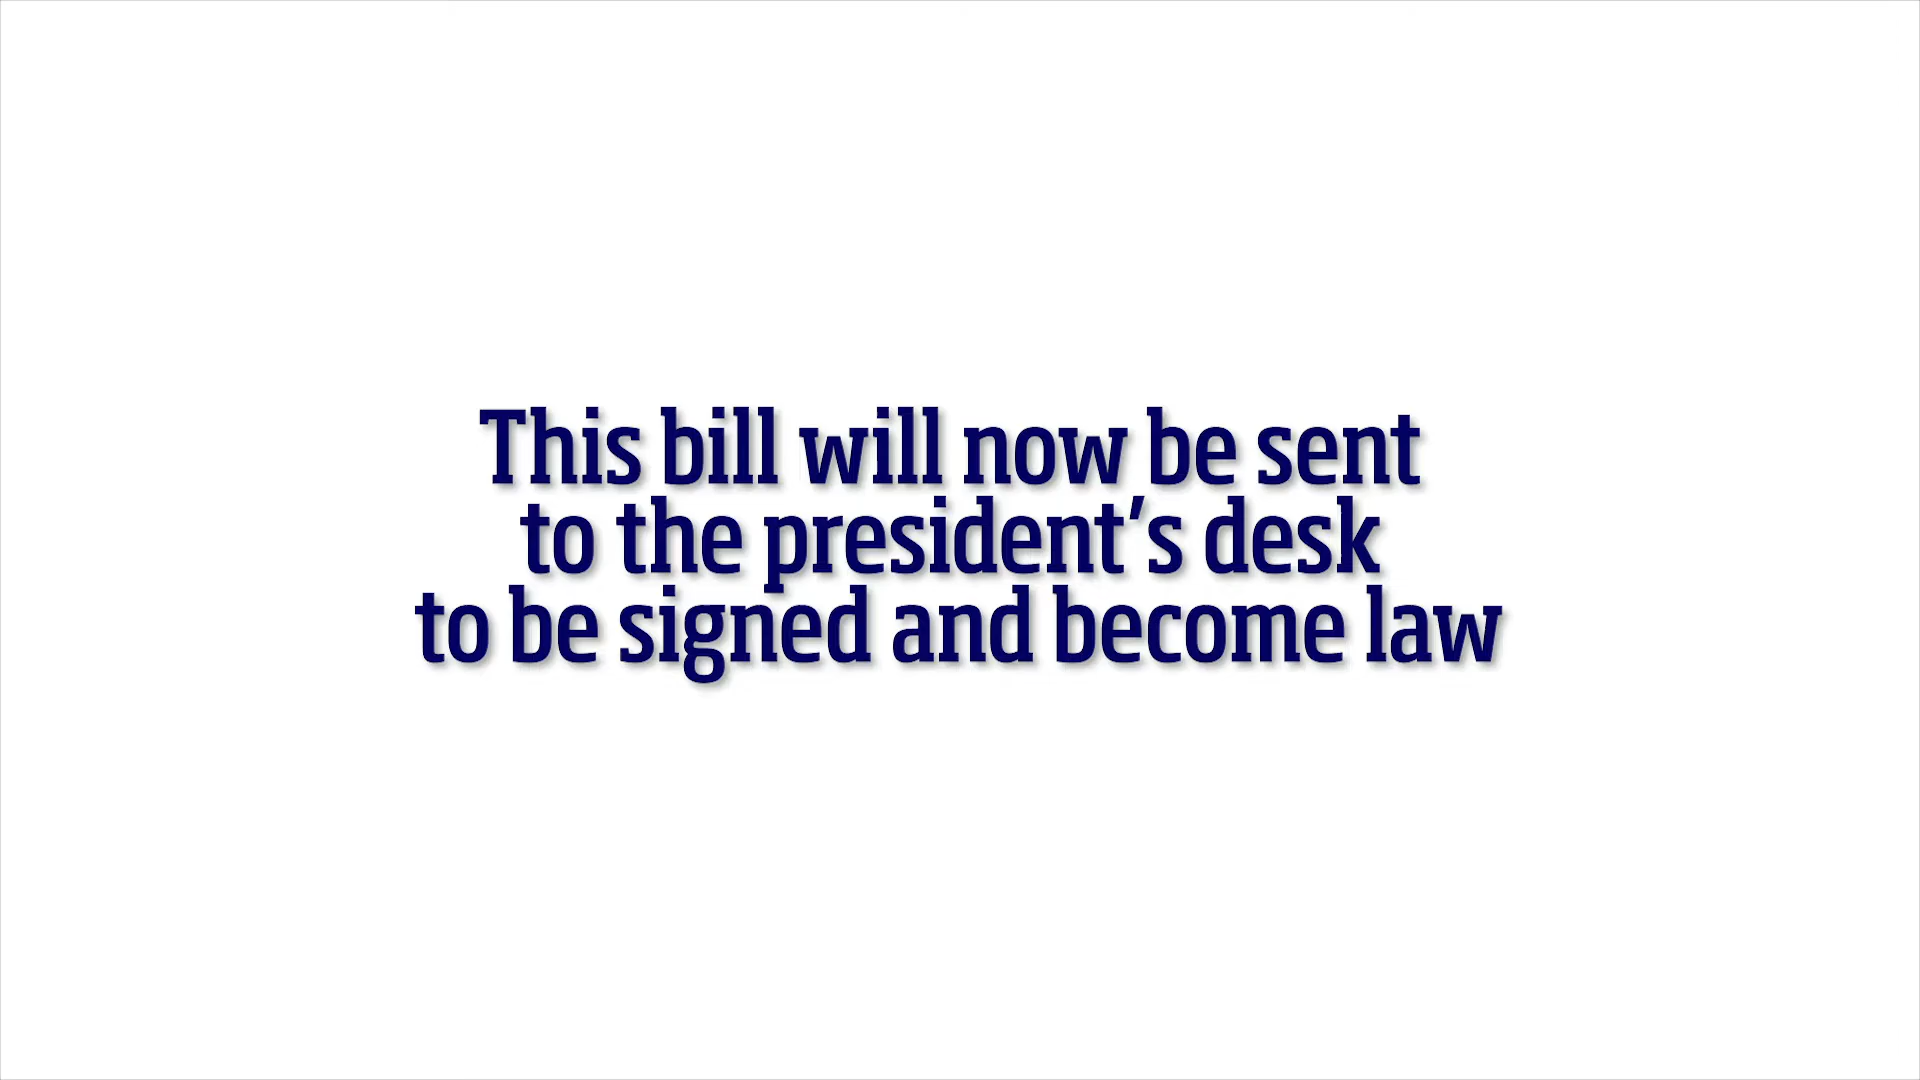 This bill will now be sent
to the president’s desk
to be signed and become law